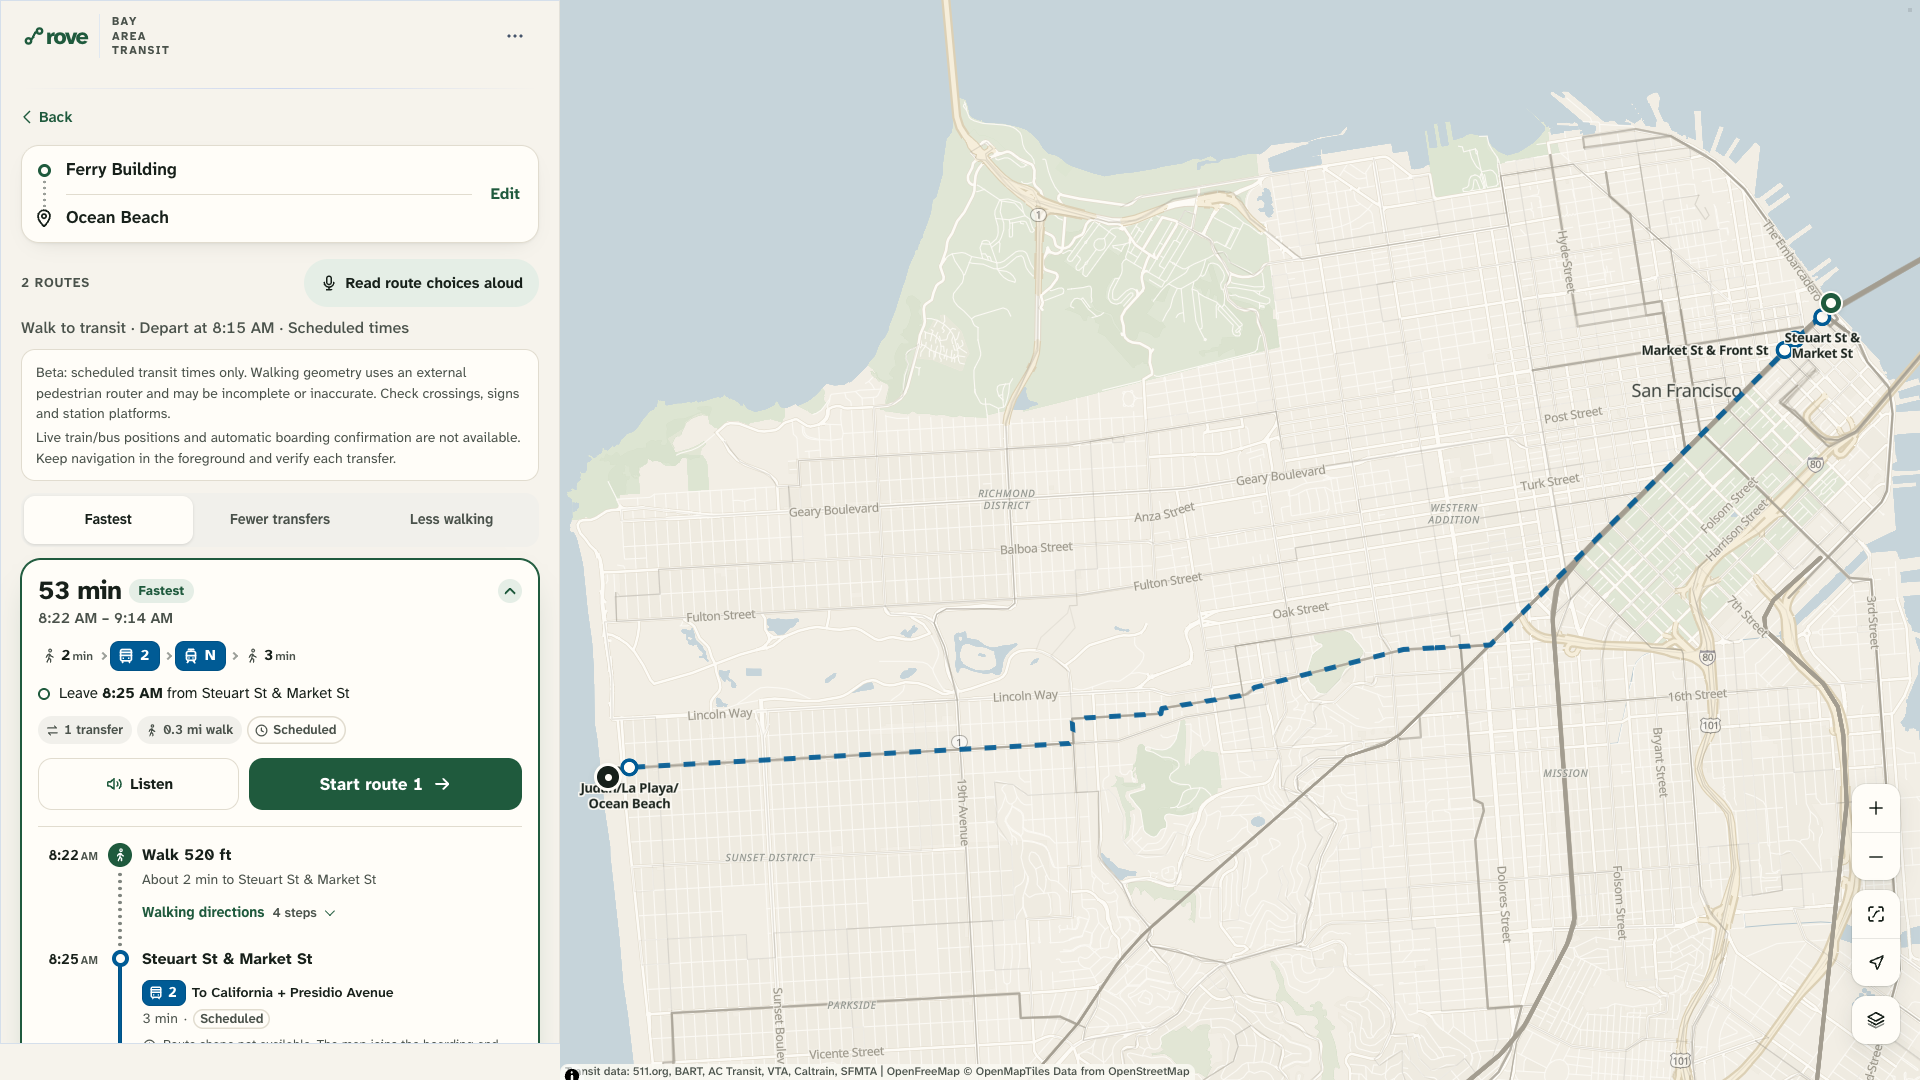 rove
BAY
AREA
TRANSIT
Back
Ferry Building
Edit
Ocean Beach
2 ROUTES
Read route choices aloud
Walk to transit · Depart at 8:15 AM · Scheduled times
Beta: scheduled transit times only. Walking geometry uses an external
pedestrian router and may be incomplete or inaccurate. Check crossings, signs
and station platforms.
Live train/bus positions and automatic boarding confirmation are not available.
Keep navigation in the foreground and verify each transfer.
Fastest
Fewer transfers
Less walking
53 min
Fastest
8:22 AM – 9:14 AM
2 min
2
N
3 min
Leave 8:25 AM from Steuart St & Market St
1 transfer
0.3 mi walk
Scheduled
Listen
Start route 1
8:22 AM
Walk 520 ft
About 2 min to Steuart St & Market St
Walking directions 4 steps
8:25 AM
Steuart St & Market St
2
To California + Presidio Avenue
3 min ·
Scheduled
1
The Embarcadero
Hyde Street
Steuart St &
Market St
Market St & Front St
San Francisco
Post Street
80
Geary Boulevard
Turk Street
Folsom Street
Harrison Street
RICHMOND
DISTRICT
Geary Boulevard
Anza Street
WESTERN
ADDITION
Balboa Street
Fulton Street
Fulton Street
Oak Street
7th Street
3rd Street
80
Lincoln Way
Lincoln Way
16th Street
101
1
Judah/La Playa/
Ocean Beach
19th Avenue
MISSION
Bryant Street
SUNSET DISTRICT
Dolores Street
Folsom Street
PARKSIDE
Vicente Street
101
transit data: 511.org, BART, AC Transit, VTA, Caltrain, SFMTA | OpenFreeMap © OpenMapTiles Data from OpenStreetMap